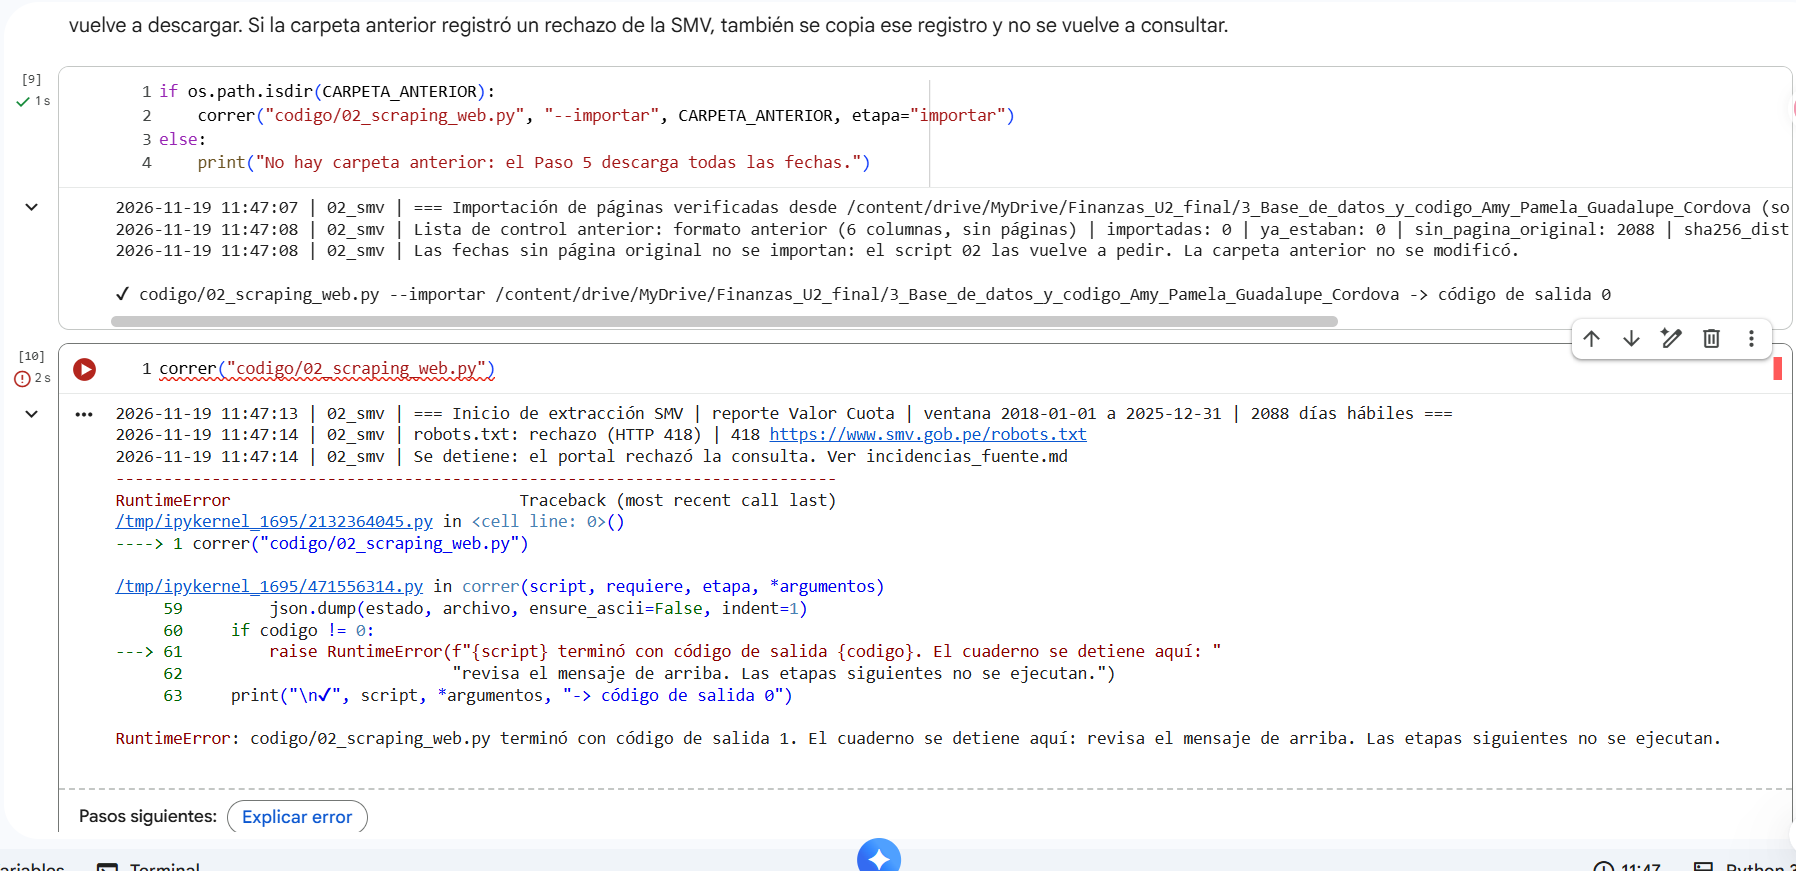 vuelve a descargar. Si la carpeta anterior registró un rechazo de la SMV, también se copia ese registro y no se vuelve a consultar.
[9]
1 s
1 if os.path.isdir(CARPETA_ANTERIOR):
2     correr("codigo/02_scraping_web.py", "--importar", CARPETA_ANTERIOR, etapa="importar")
3 else:
4     print("No hay carpeta anterior: el Paso 5 descarga todas las fechas.")
2026-11-19 11:47:07 | 02_smv | === Importación de páginas verificadas desde /content/drive/MyDrive/Finanzas_U2_final/3_Base_de_datos_y_codigo_Amy_Pamela_Guadalupe_Cordova (so
2026-11-19 11:47:08 | 02_smv | Lista de control anterior: formato anterior (6 columnas, sin páginas) | importadas: 0 | ya_estaban: 0 | sin_pagina_original: 2088 | sha256_dist
2026-11-19 11:47:08 | 02_smv | Las fechas sin página original no se importan: el script 02 las vuelve a pedir. La carpeta anterior no se modificó.
✓ codigo/02_scraping_web.py --importar /content/drive/MyDrive/Finanzas_U2_final/3_Base_de_datos_y_codigo_Amy_Pamela_Guadalupe_Cordova -> código de salida 0
[10]
2 s
1 correr("codigo/02_scraping_web.py")
2026-11-19 11:47:13 | 02_smv | === Inicio de extracción SMV | reporte Valor Cuota | ventana 2018-01-01 a 2025-12-31 | 2088 días hábiles ===
2026-11-19 11:47:14 | 02_smv | robots.txt: rechazo (HTTP 418) | 418 https://www.smv.gob.pe/robots.txt
2026-11-19 11:47:14 | 02_smv | Se detiene: el portal rechazó la consulta. Ver incidencias_fuente.md
---------------------------------------------------------------------------
RuntimeError                              Traceback (most recent call last)
/tmp/ipykernel_1695/2132364045.py in <cell line: 0>()
----> 1 correr("codigo/02_scraping_web.py")
/tmp/ipykernel_1695/471556314.py in correr(script, requiere, etapa, *argumentos)
59         json.dump(estado, archivo, ensure_ascii=False, indent=1)
60     if codigo != 0:
---> 61         raise RuntimeError(f"{script} terminó con código de salida {codigo}. El cuaderno se detiene aquí: "
62                            "revisa el mensaje de arriba. Las etapas siguientes no se ejecutan.")
63     print("\n✓", script, *argumentos, "-> código de salida 0")
RuntimeError: codigo/02_scraping_web.py terminó con código de salida 1. El cuaderno se detiene aquí: revisa el mensaje de arriba. Las etapas siguientes no se ejecutan.
Pasos siguientes: Explicar error
ariables Terminal 11:47 Python 3